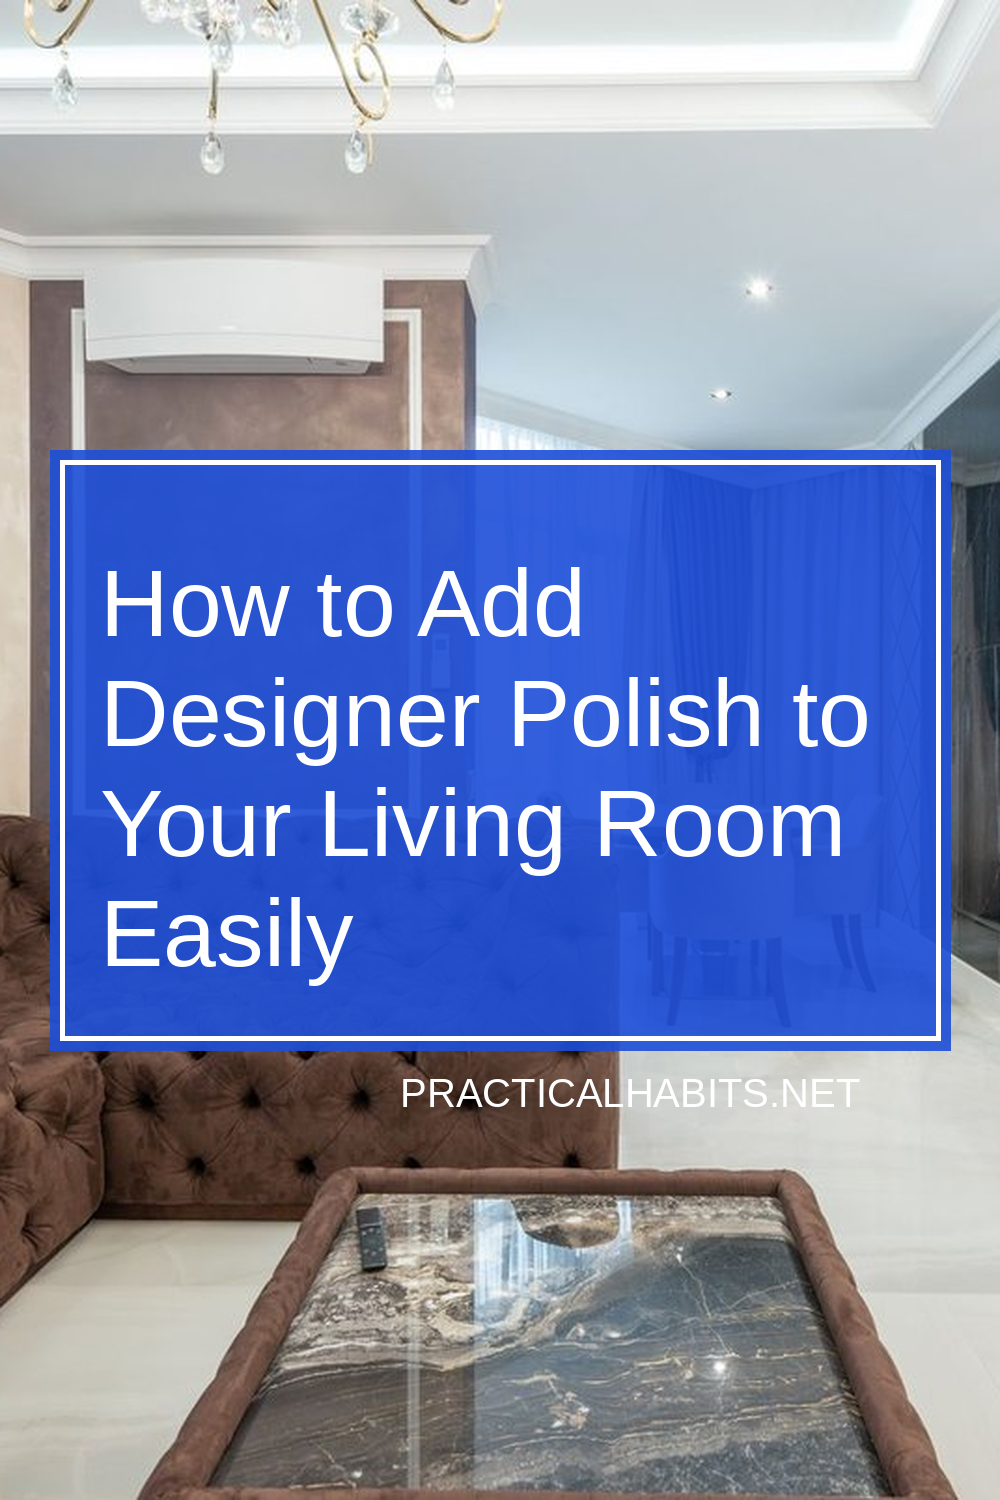 How to Add
Designer Polish to
Your Living Room
Easily
PRACTICALHABITS.NET